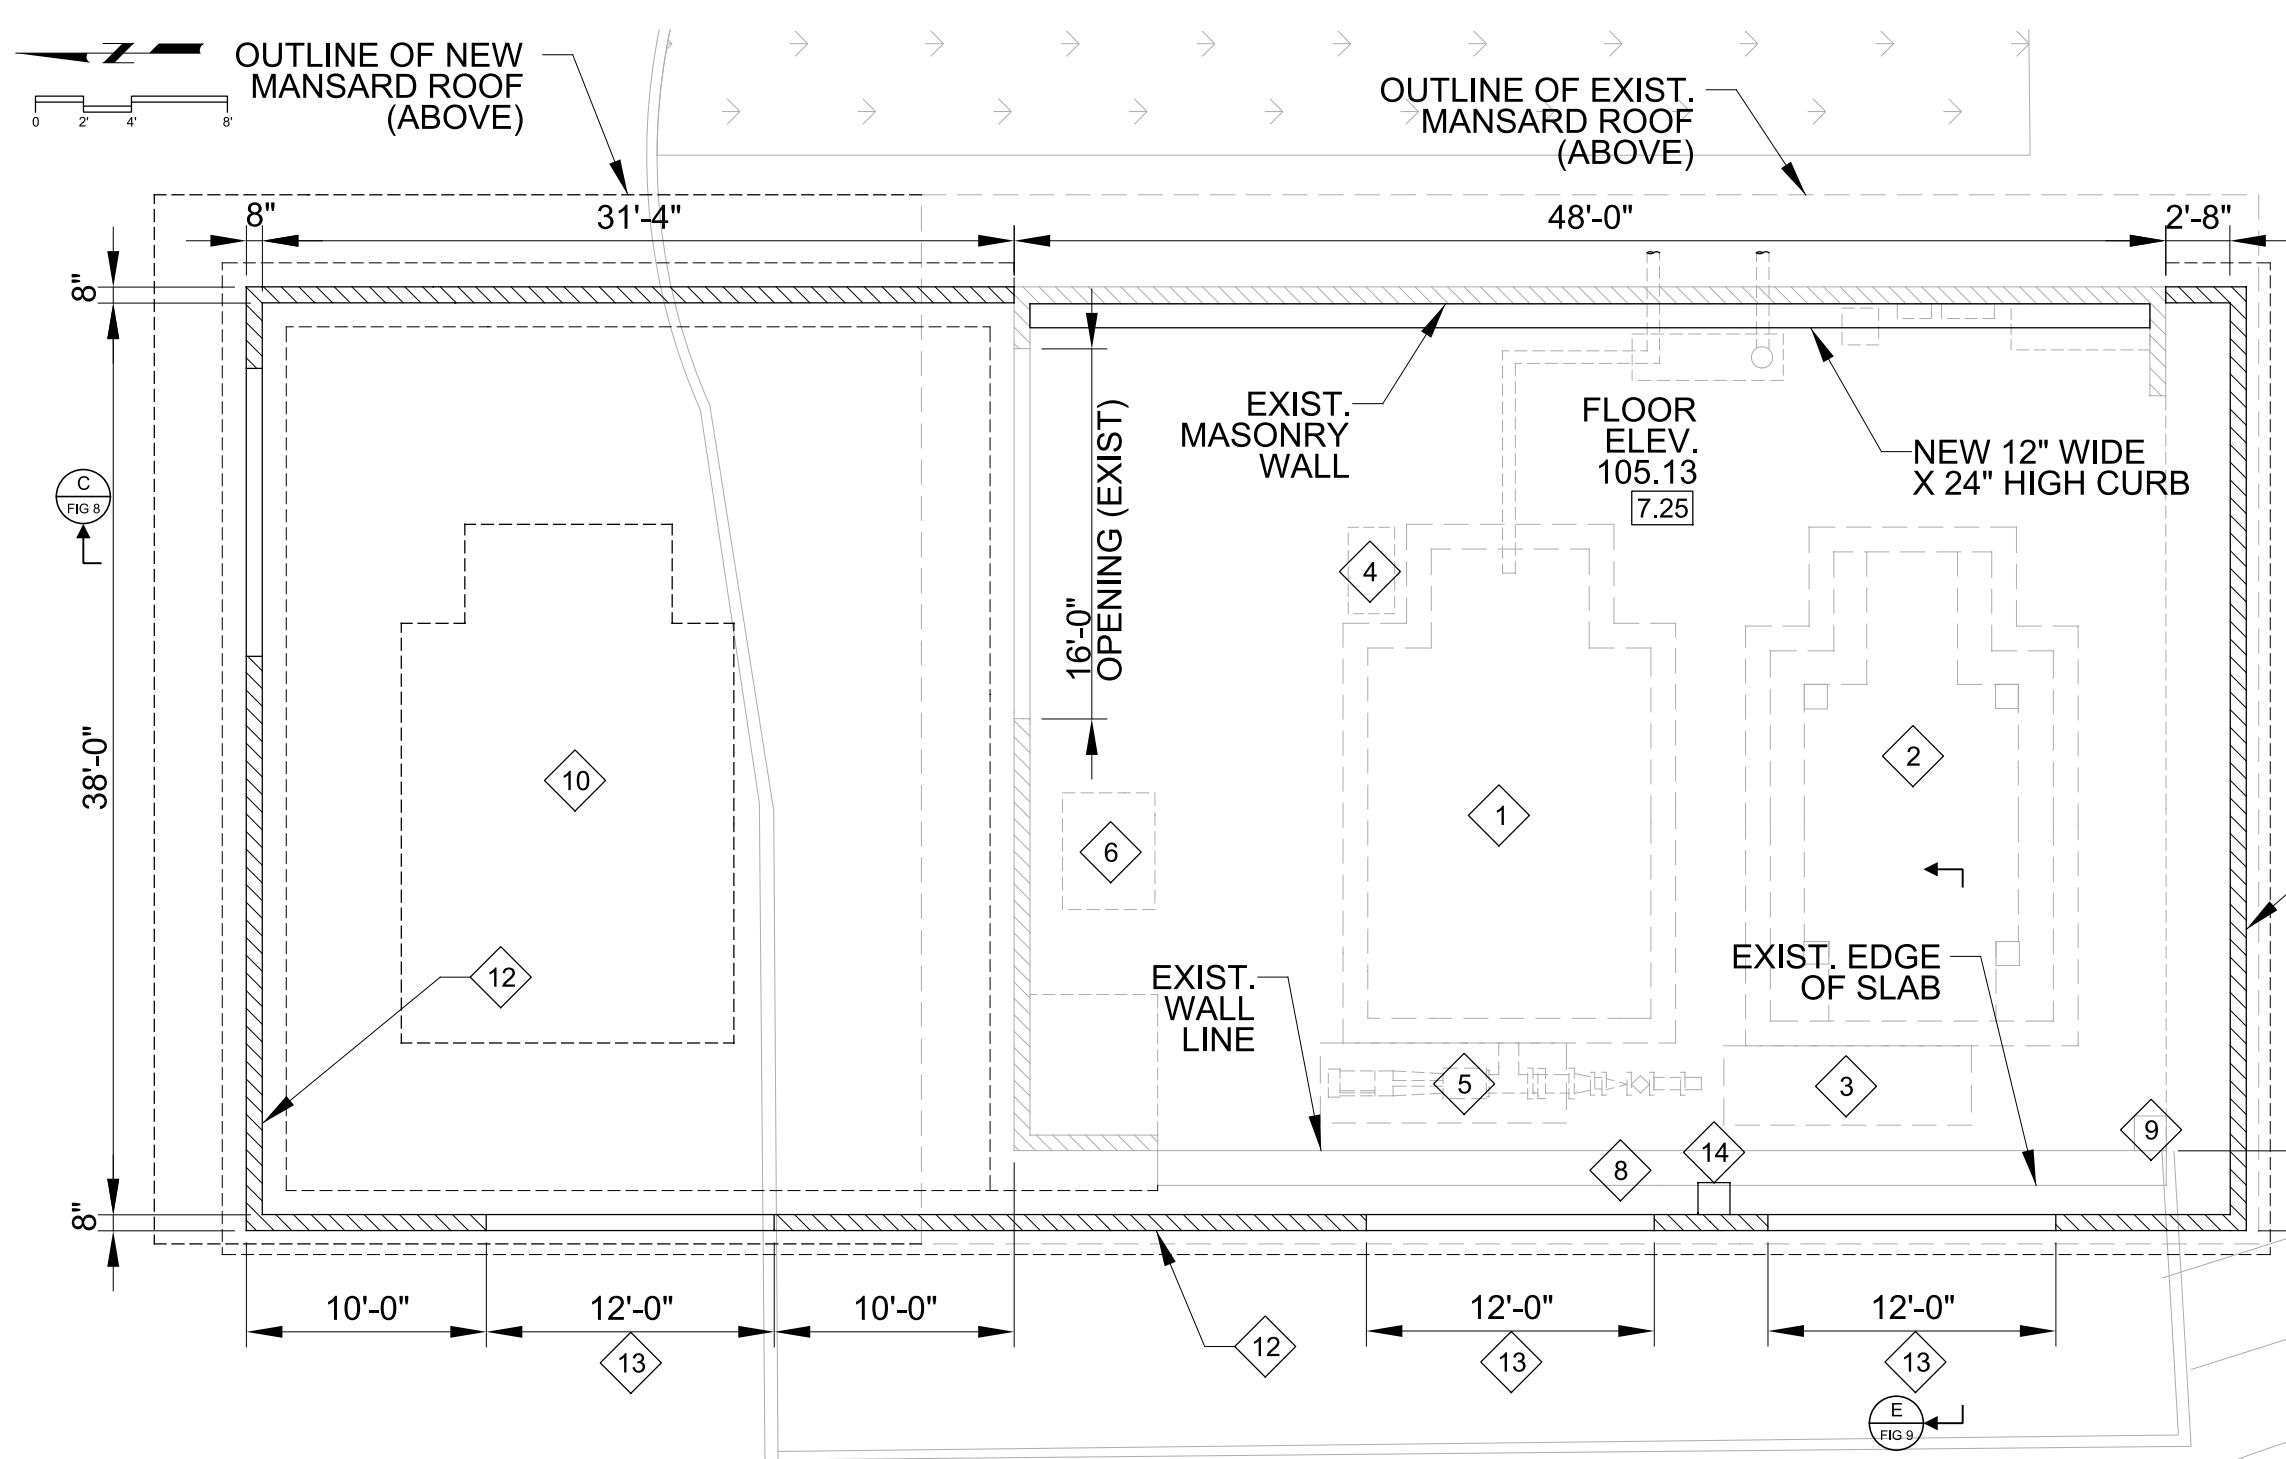 OUTLINE OF NEW
MANSARD ROOF
(ABOVE)
N
0 2' 4' 8'
OUTLINE OF EXIST.
MANSARD ROOF
(ABOVE)
8"
31'-4"
48'-0"
2'-8"
8"
EXIST.
MASONRY
WALL
FLOOR
ELEV.
105.13
7.25
NEW 12" WIDE
X 24" HIGH CURB
16'-0"
OPENING (EXIST)
C
FIG 8
4
38'-0"
10
6
1
2
12
EXIST.
WALL
LINE
EXIST. EDGE
OF SLAB
5
3
9
14
8
8"
10'-0"
12'-0"
10'-0"
12'-0"
12'-0"
13
12
13
13
E
FIG 9